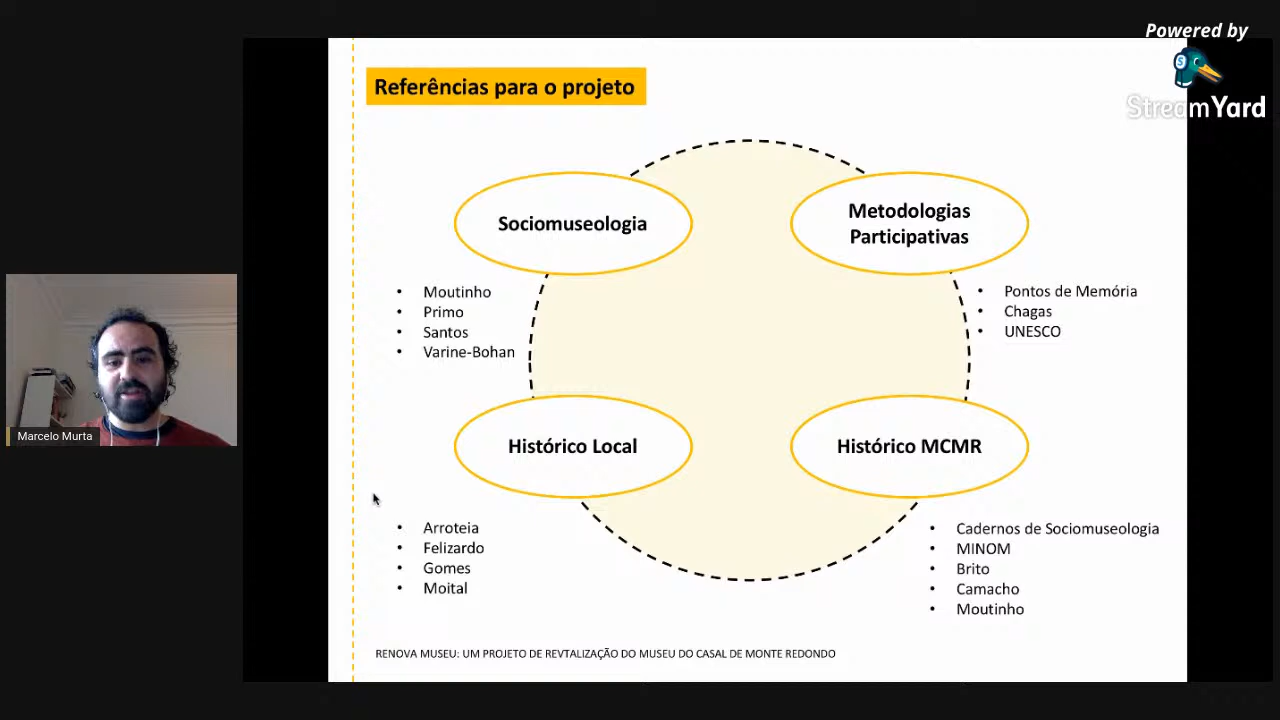 Powered by
StreamYard
Referências para o projeto
Sociomuseologia
Metodologias
Participativas
• Moutinho
• Primo
• Santos
• Varine-Bohan
• Pontos de Memória
• Chagas
• UNESCO
Marcelo Murta
Histórico Local
Histórico MCMR
• Arroteia
• Felizardo
• Gomes
• Moital
• Cadernos de Sociomuseologia
• MINOM
• Brito
• Camacho
• Moutinho
RENOVA MUSEU: UM PROJETO DE REVTALIZAÇÃO DO MUSEU DO CASAL DE MONTE REDONDO